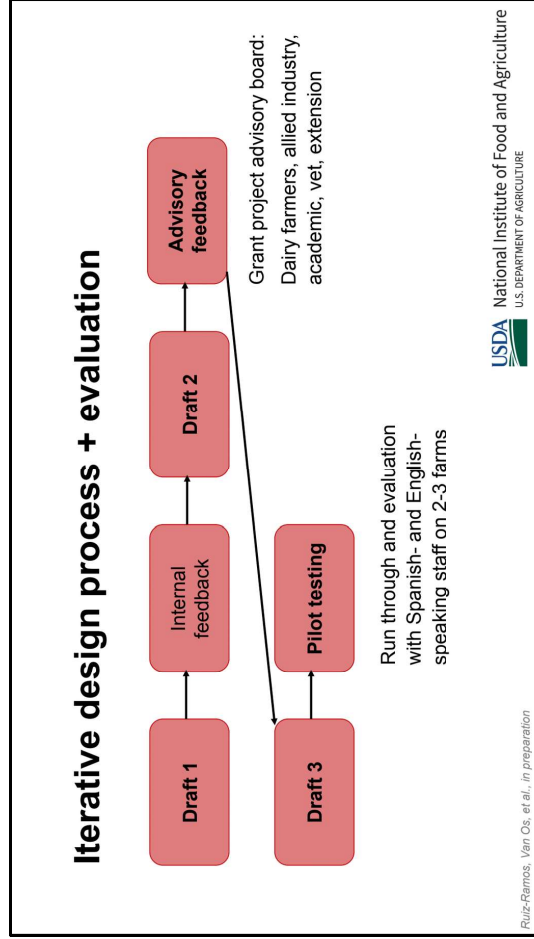 Iterative design process + evaluation
Draft 1
Internal
feedback
Draft 2
Advisory
feedback
Grant project advisory board:
Dairy farmers, allied industry,
academic, vet, extension
Draft 3
Pilot testing
Run through and evaluation
with Spanish- and English-
speaking staff on 2-3 farms
Ruiz-Ramos, Van Os, et al., in preparation
USDA
National Institute of Food and Agriculture
U.S. DEPARTMENT OF AGRICULTURE